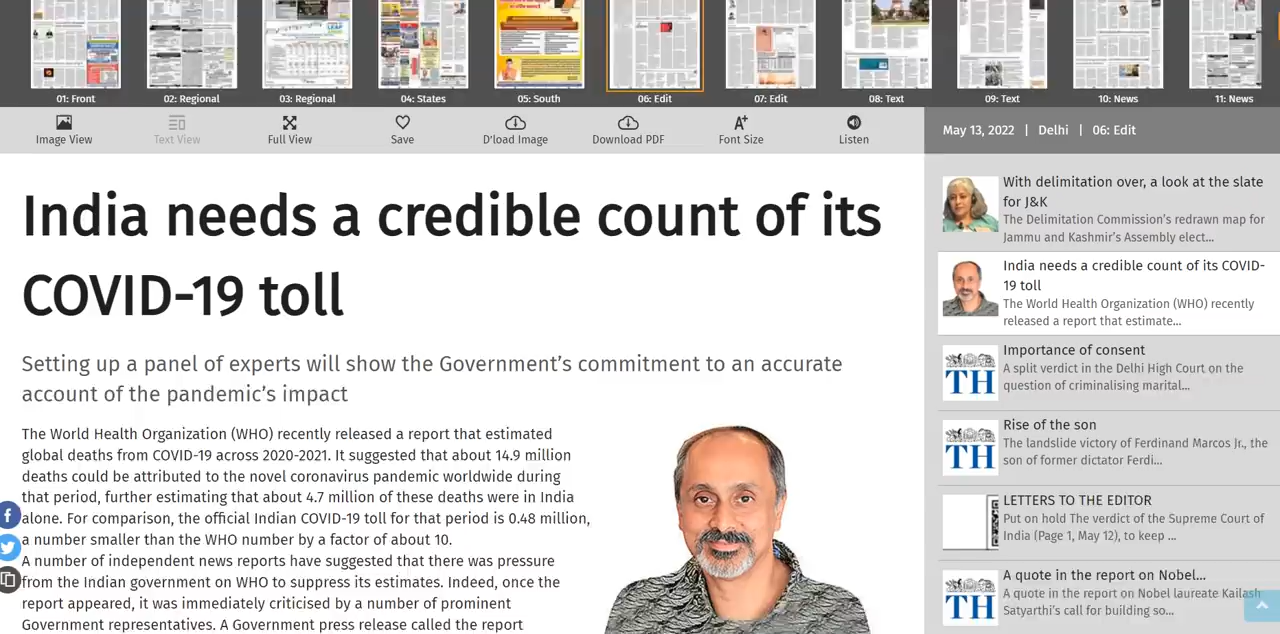 01: Front
02: Regional
03: Regional
04: States
05: South
06: Edit
07: Edit
08: Text
09: Text
10: News
11: News
Image View
Text View
Full View
Save
D'load Image
Download PDF
Font Size
Listen
May 13, 2022 | Delhi | 06: Edit
India needs a credible count of its
COVID-19 toll
Setting up a panel of experts will show the Government’s commitment to an accurate
account of the pandemic’s impact
The World Health Organization (WHO) recently released a report that estimated
global deaths from COVID-19 across 2020-2021. It suggested that about 14.9 million
deaths could be attributed to the novel coronavirus pandemic worldwide during
that period, further estimating that about 4.7 million of these deaths were in India
alone. For comparison, the official Indian COVID-19 toll for that period is 0.48 million,
a number smaller than the WHO number by a factor of about 10.
A number of independent news reports have suggested that there was pressure
from the Indian government on WHO to suppress its estimates. Indeed, once the
report appeared, it was immediately criticised by a number of prominent
Government representatives. A Government press release called the report
With delimitation over, a look at the slate
for J&K
The Delimitation Commission’s redrawn map for
Jammu and Kashmir’s Assembly elect...
India needs a credible count of its COVID-
19 toll
The World Health Organization (WHO) recently
released a report that estimate...
TH
Importance of consent
A split verdict in the Delhi High Court on the
question of criminalising marital...
TH
Rise of the son
The landslide victory of Ferdinand Marcos Jr., the
son of former dictator Ferdi...
LETTERS TO THE EDITOR
Put on hold The verdict of the Supreme Court of
India (Page 1, May 12), to keep ...
TH
A quote in the report on Nobel...
A quote in the report on Nobel laureate Kailash
Satyarthi’s call for building so...